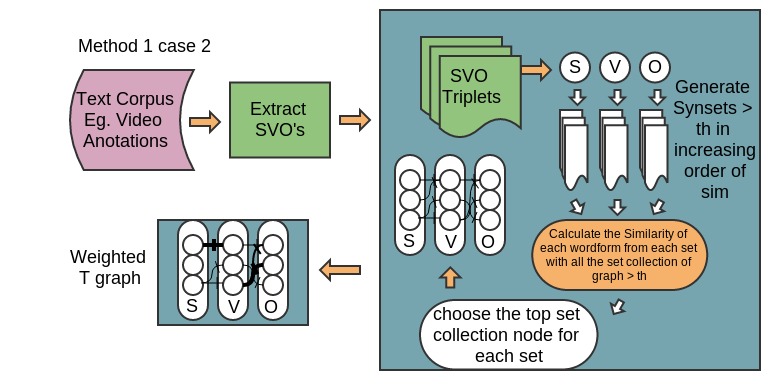 Method 1 case 2
Text Corpus
Eg. Video
Anotations
Extract
SVO's
SVO
Triplets
S V O
Generate
Synsets >
th in
increasing
order of
sim
Calculate the Similarity of
each wordform from each set
with all the set collection of
graph > th
choose the top set
collection node for
each set
S V O
Weighted
T graph
S V O